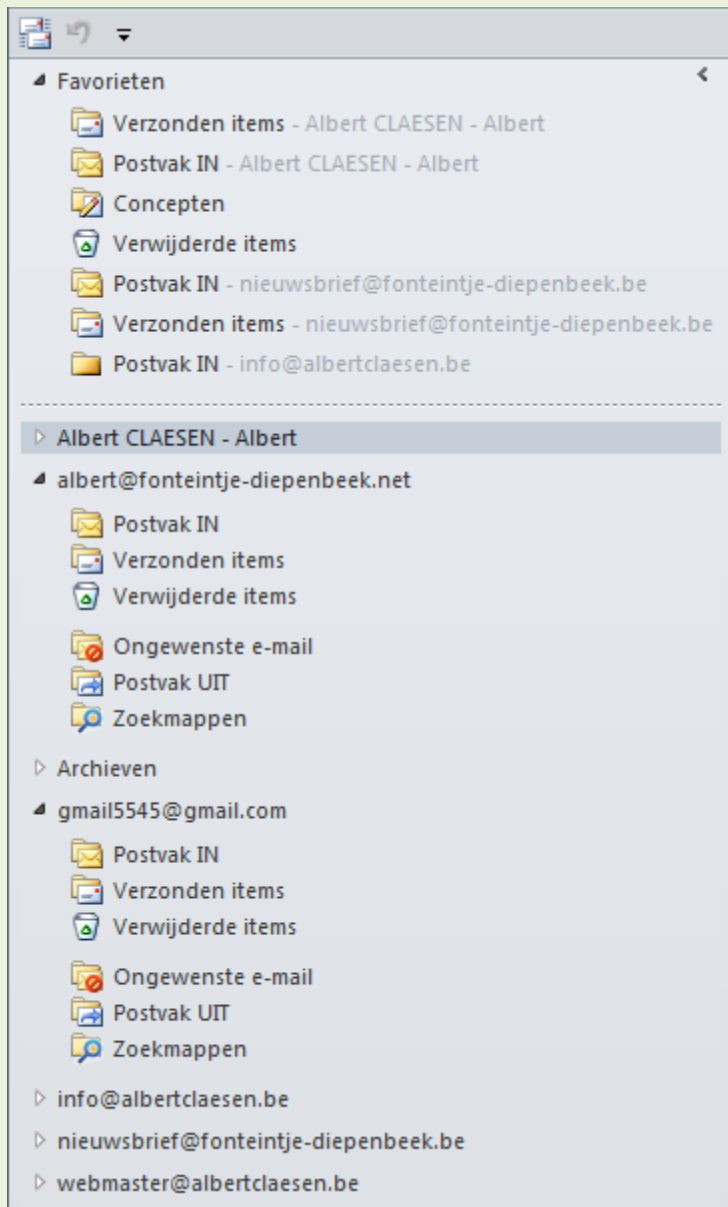 Favorieten
Verzonden items - Albert CLAESEN - Albert
Postvak IN - Albert CLAESEN - Albert
Concepten
Verwijderde items
Postvak IN - nieuwsbrief@fonteintje-diepenbeek.be
Verzonden items - nieuwsbrief@fonteintje-diepenbeek.be
Postvak IN - info@albertclaesen.be
Albert CLAESEN - Albert
albert@fonteintje-diepenbeek.net
Postvak IN
Verzonden items
Verwijderde items
Ongewenste e-mail
Postvak UIT
Zoekmappen
Archieven
gmail5545@gmail.com
Postvak IN
Verzonden items
Verwijderde items
Ongewenste e-mail
Postvak UIT
Zoekmappen
info@albertclaesen.be
nieuwsbrief@fonteintje-diepenbeek.be
webmaster@albertclaesen.be